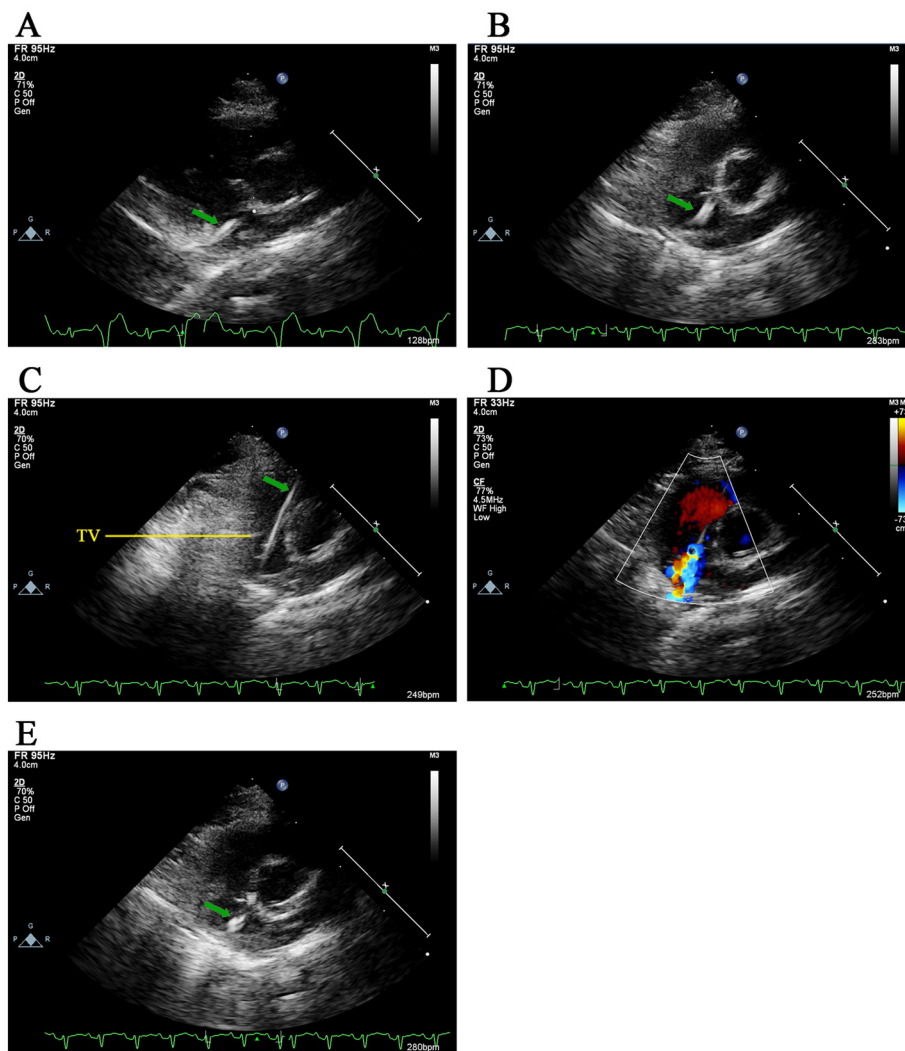 A
FR 95Hz
4.0cm
M3
2D
71%
C 50
P Off
Gen
P
X
G
P R
128bpm
B
FR 95Hz
4.0cm
M3
2D
71%
C 50
P Off
Gen
P
X
G
P R
283bpm
C
FR 95Hz
4.0cm
M3
2D
70%
C 50
P Off
Gen
P
X
TV
G
P R
249bpm
D
FR 33Hz
4.0cm
M3
2D
73%
C 50
P Off
Gen
CF
77%
4.5MHz
WF High
Low
P
X
G
P R
252bpm
E
FR 95Hz
4.0cm
M3
2D
70%
C 50
P Off
Gen
P
X
G
P R
280bpm